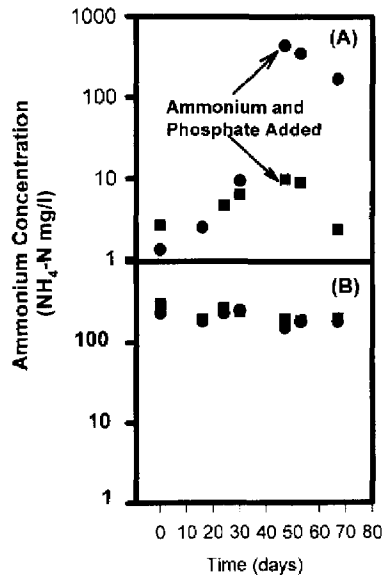 1000
(A)
100
Ammonium and
Phosphate Added
10
1
(B)
100
10
1
Ammonium Concentration
(NH₄-N mg/l)
0 10 20 30 40 50 60 70 80
Time (days)